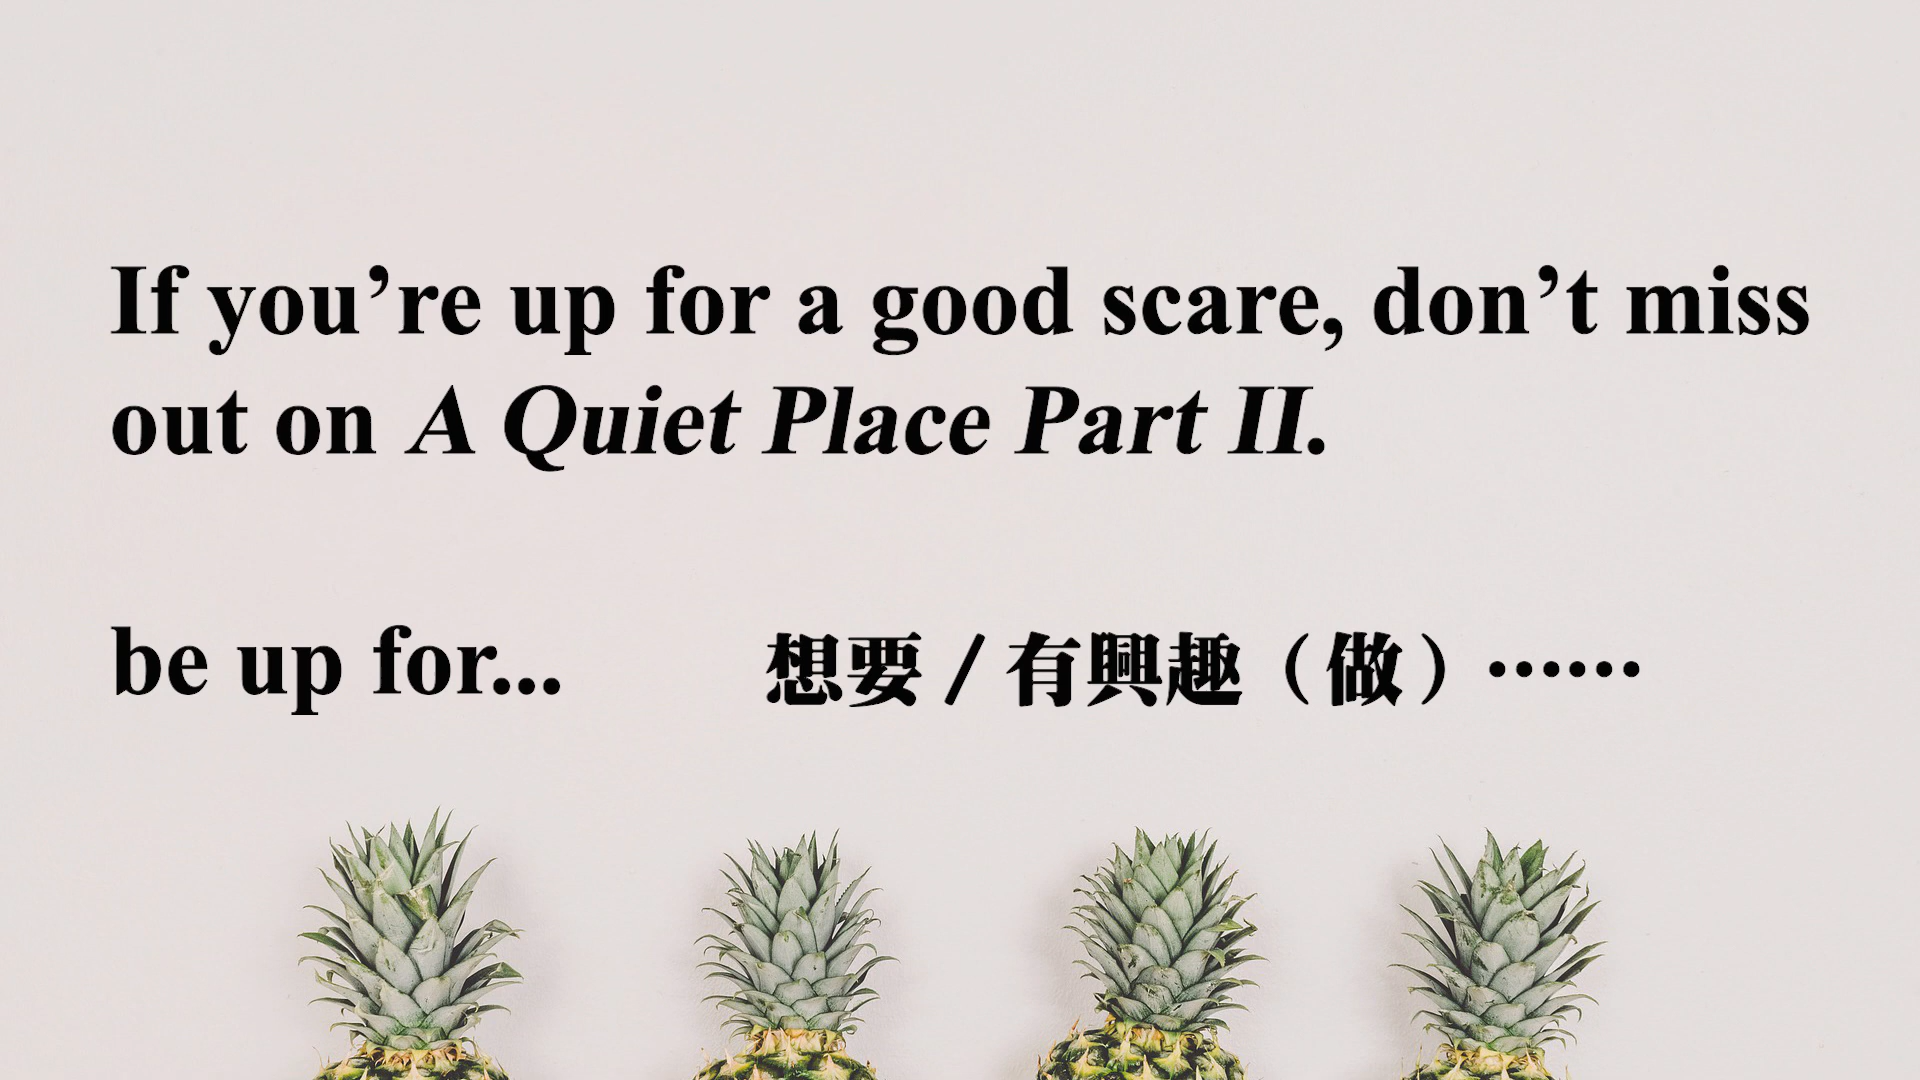 If you’re up for a good scare, don’t miss
out on A Quiet Place Part II.
be up for... 想要／有興趣（做）⋯⋯